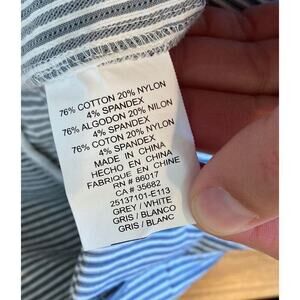 76% COTTON 20% NYLON
4% SPANDEX
76% ALGODON 20% NILON
4% SPANDEX
76% COTON 20% NYLON
4% SPANDEX
MADE IN CHINA
HECHO EN CHINA
FABRIQUE EN CHINE
RN # 86017
CA # 35682
25137101-E113
GREY / WHITE
GRIS / BLANCO
GRIS / BLANC